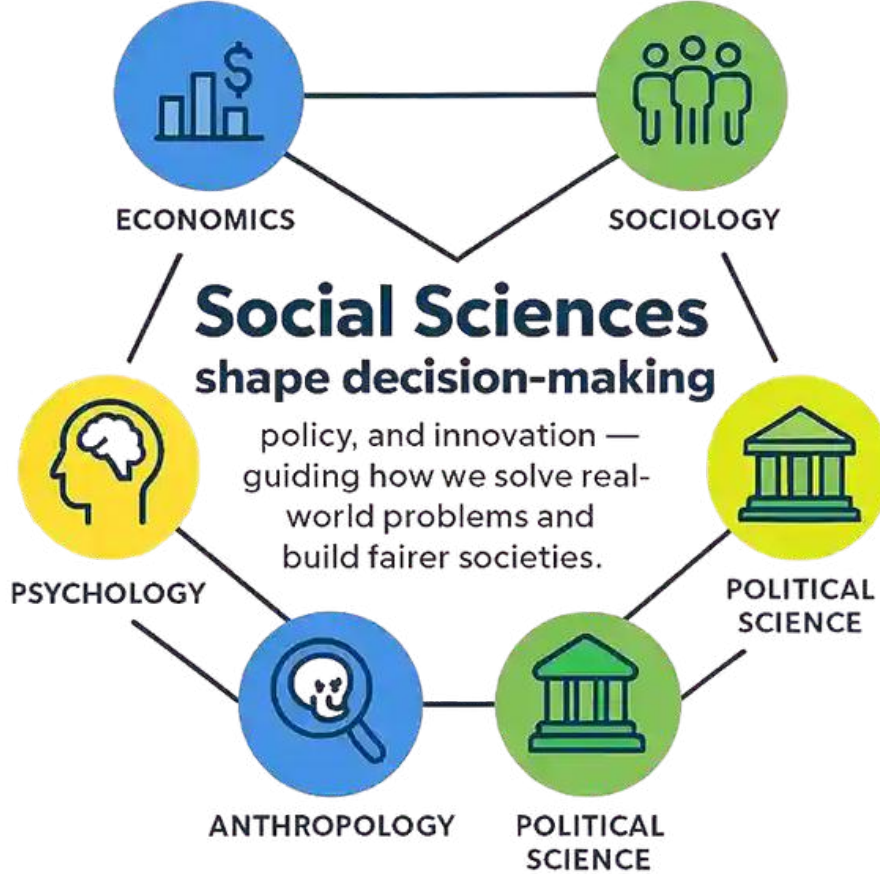 $
ECONOMICS
SOCIOLOGY
Social Sciences
shape decision-making
policy, and innovation —
guiding how we solve real-
world problems and
build fairer societies.
PSYCHOLOGY
POLITICAL
SCIENCE
ANTHROPOLOGY
POLITICAL
SCIENCE